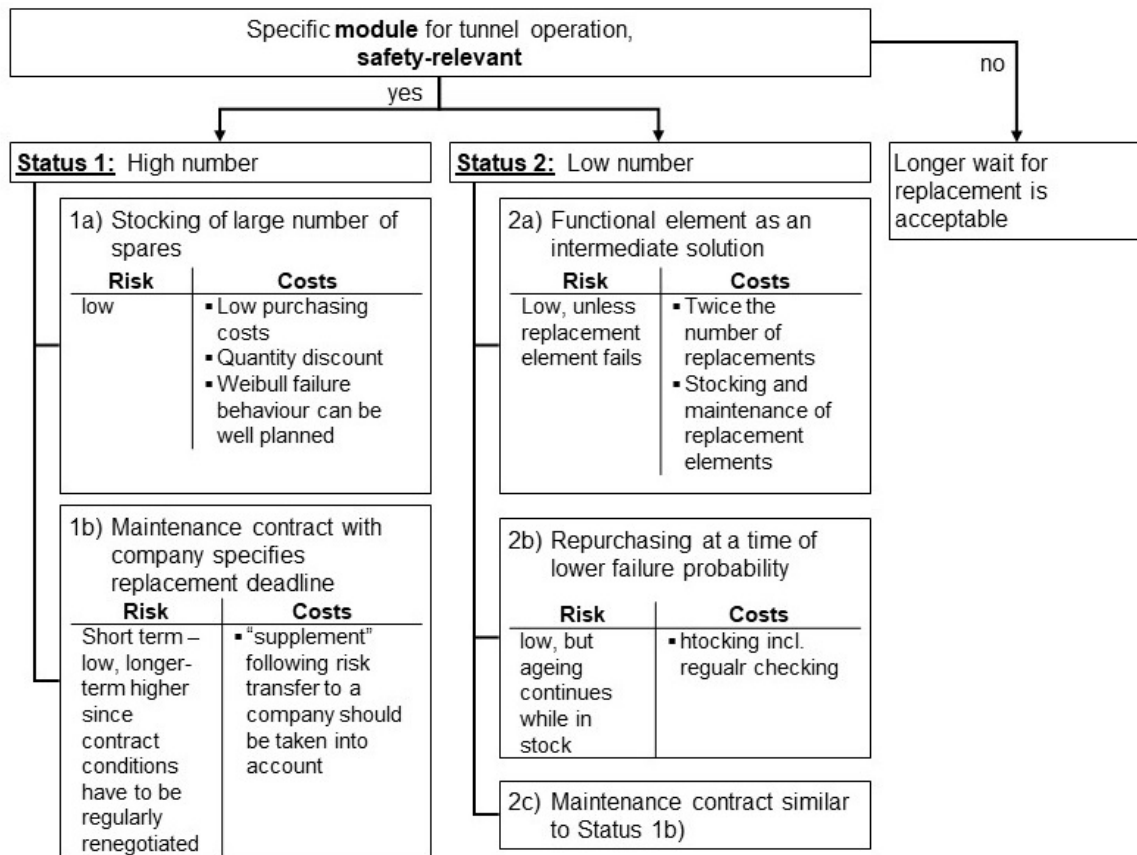 Specific module for tunnel operation,
safety-relevant
yes
no
Status 1: High number
1a) Stocking of large number of
spares
Risk
Costs
low
▪ Low purchasing
costs
▪ Quantity discount
▪ Weibull failure
behaviour can be
well planned
1b) Maintenance contract with
company specifies
replacement deadline
Risk
Costs
Short term –
low, longer-
term higher
since
contract
conditions
have to be
regularly
renegotiated
▪ “supplement”
following risk
transfer to a
company should
be taken into
account
Status 2: Low number
2a) Functional element as an
intermediate solution
Risk
Costs
Low, unless
replacement
element fails
▪ Twice the
number of
replacements
▪ Stocking and
maintenance of
replacement
elements
2b) Repurchasing at a time of
lower failure probability
Risk
Costs
low, but
ageing
continues
while in
stock
▪ htocking incl.
regualr checking
2c) Maintenance contract similar
to Status 1b)
Longer wait for
replacement is
acceptable